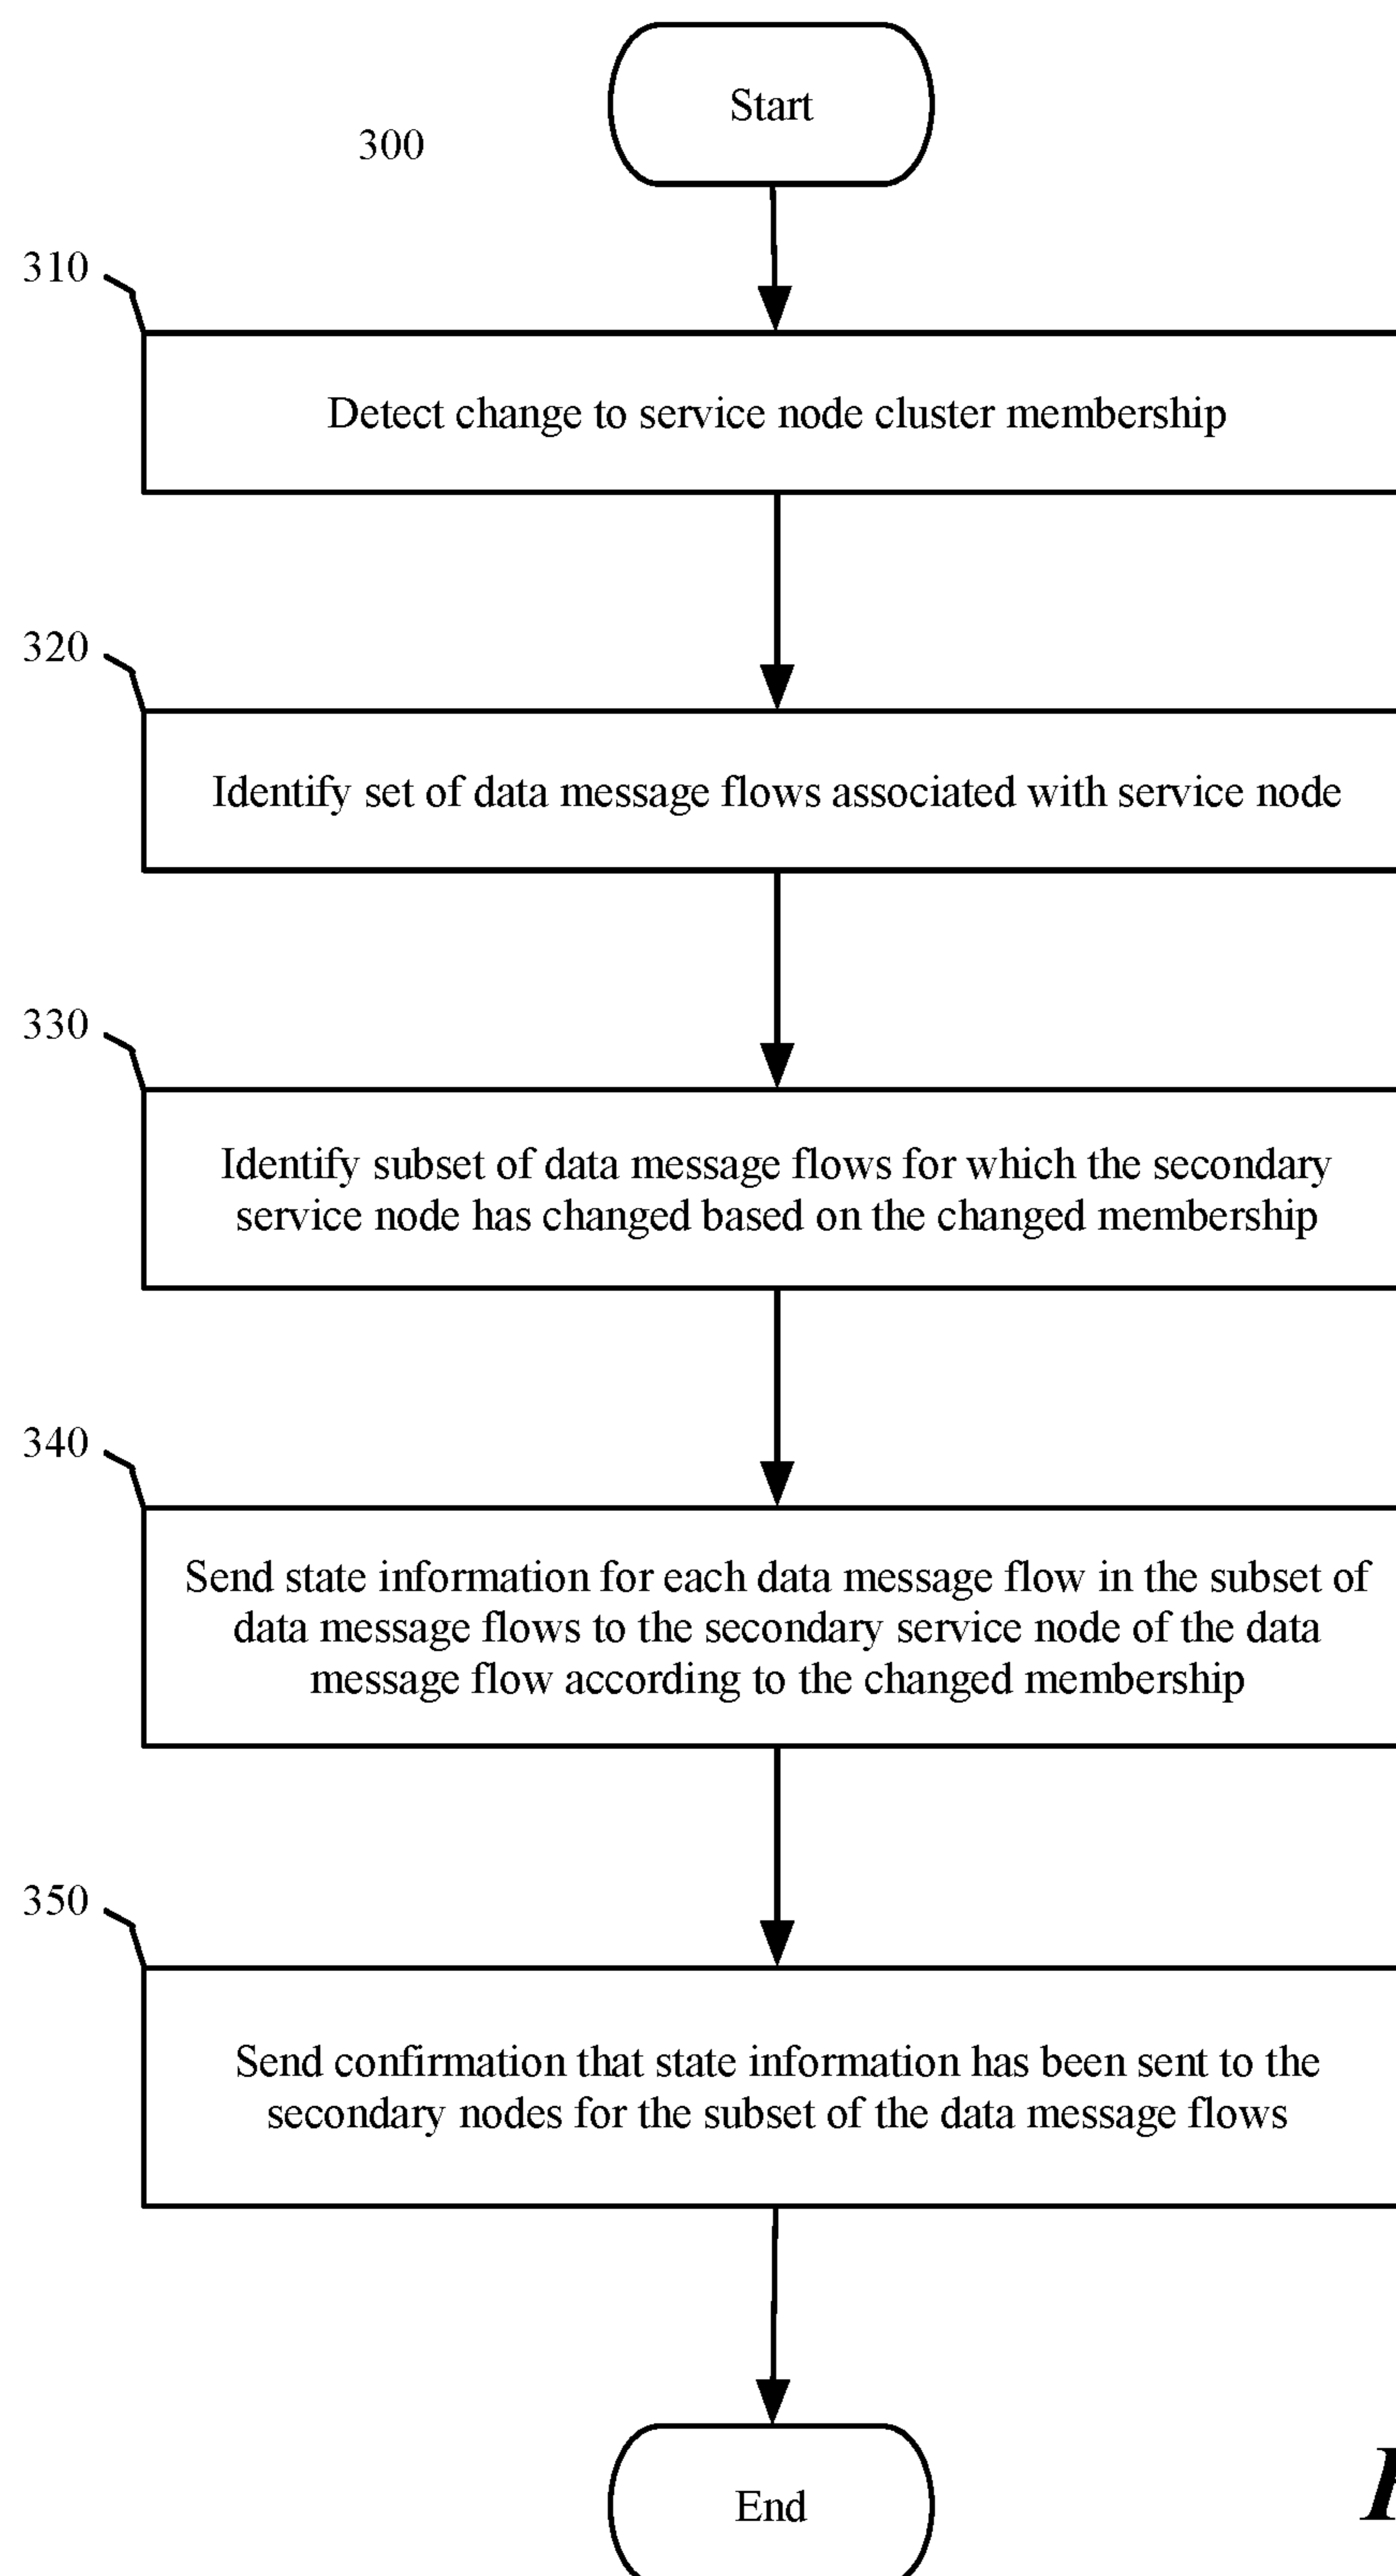 Start
300
310
Detect change to service node cluster membership
320
Identify set of data message flows associated with service node
330
Identify subset of data message flows for which the secondary
service node has changed based on the changed membership
340
Send state information for each data message flow in the subset of
data message flows to the secondary service node of the data
message flow according to the changed membership
350
Send confirmation that state information has been sent to the
secondary nodes for the subset of the data message flows
End